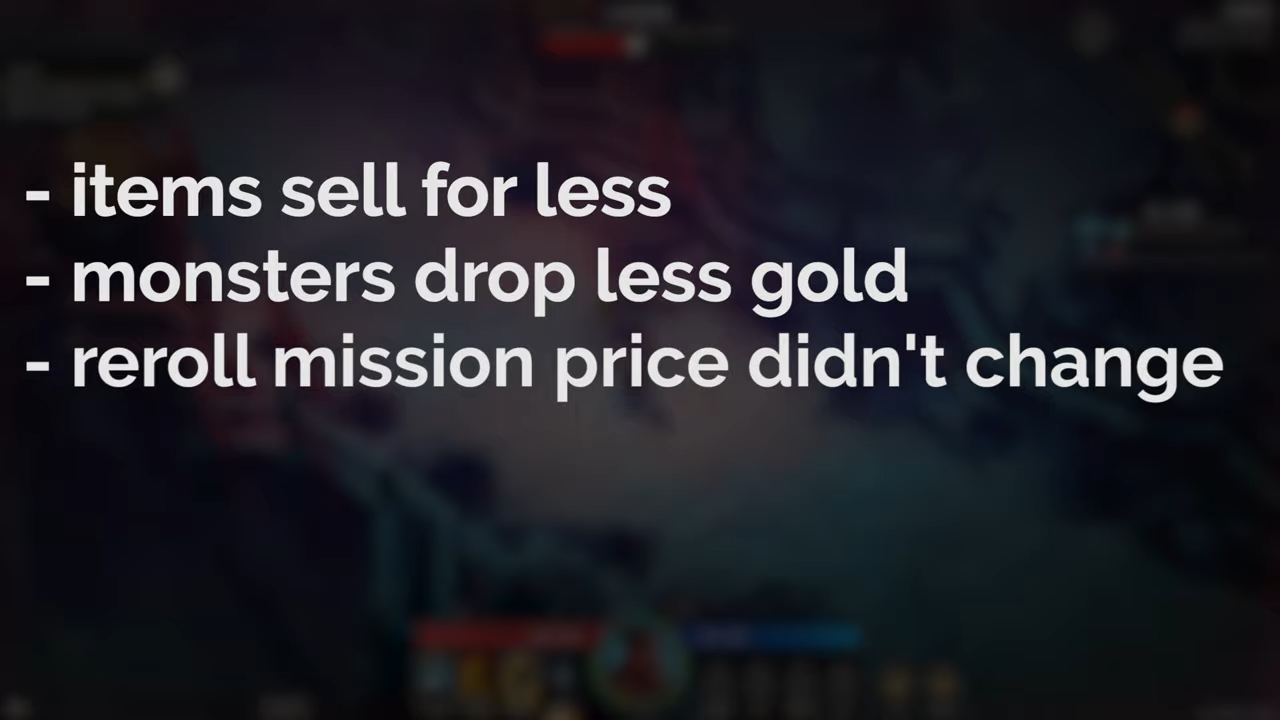 - items sell for less
- monsters drop less gold
- reroll mission price didn't change